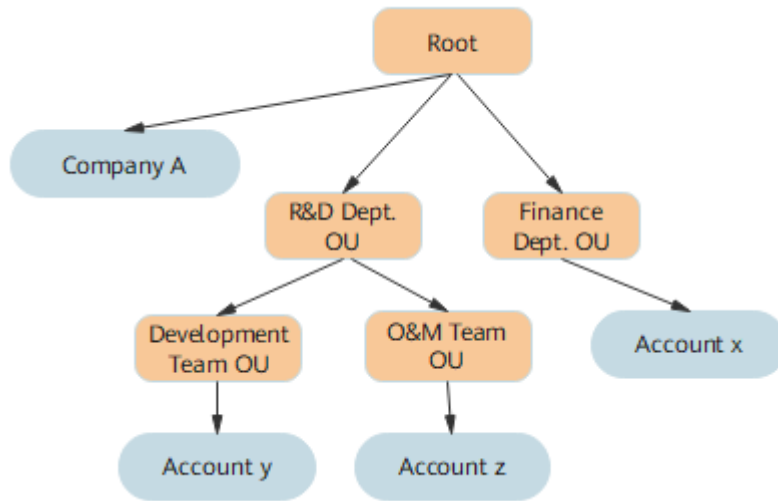 Root
Company A
R&D Dept.
OU
Finance
Dept. OU
Development
Team OU
O&M Team
OU
Account x
Account y
Account z